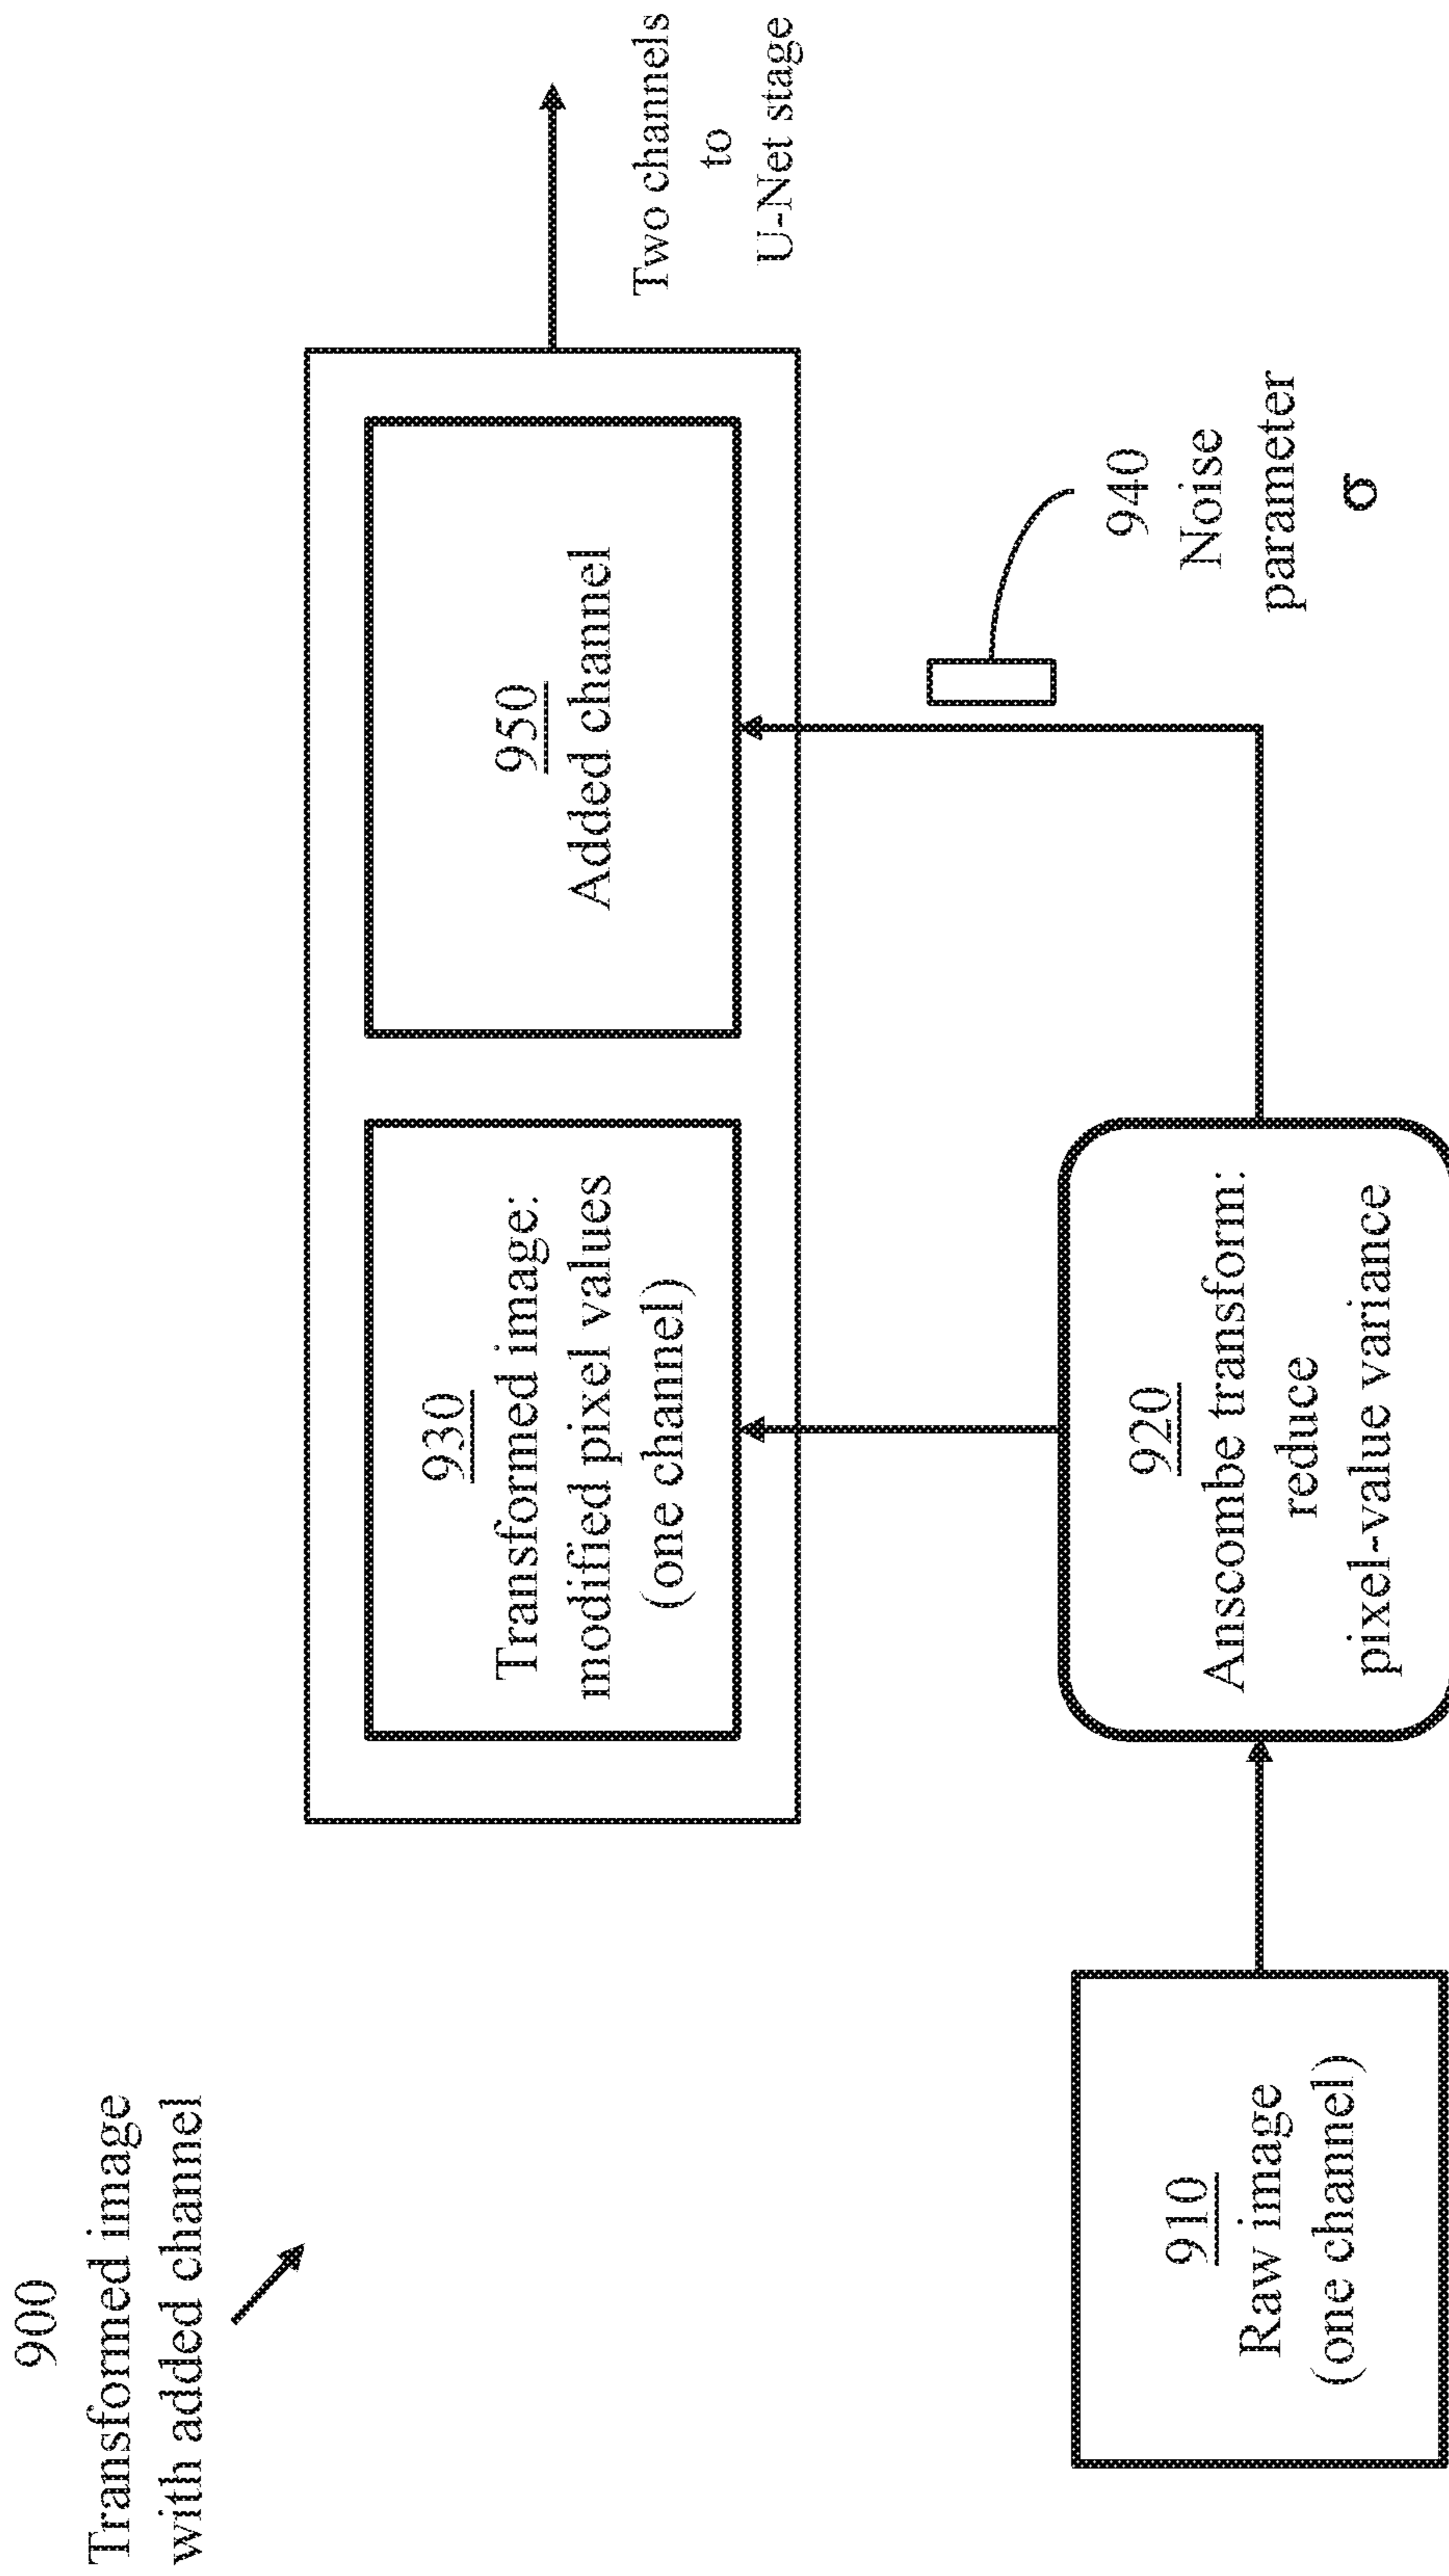 900
Transformed image
with added channel
930
Transformed image:
modified pixel values
(one channel)
950
Added channel
Two channels
to
U-Net stage
910
Raw image
(one channel)
920
Anscombe transform:
reduce
pixel-value variance
940
Noise
parameter
σ